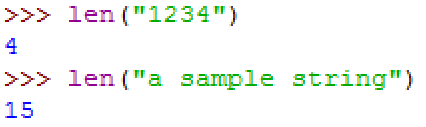 >>> len("1234")
4
>>> len("a sample string")
15